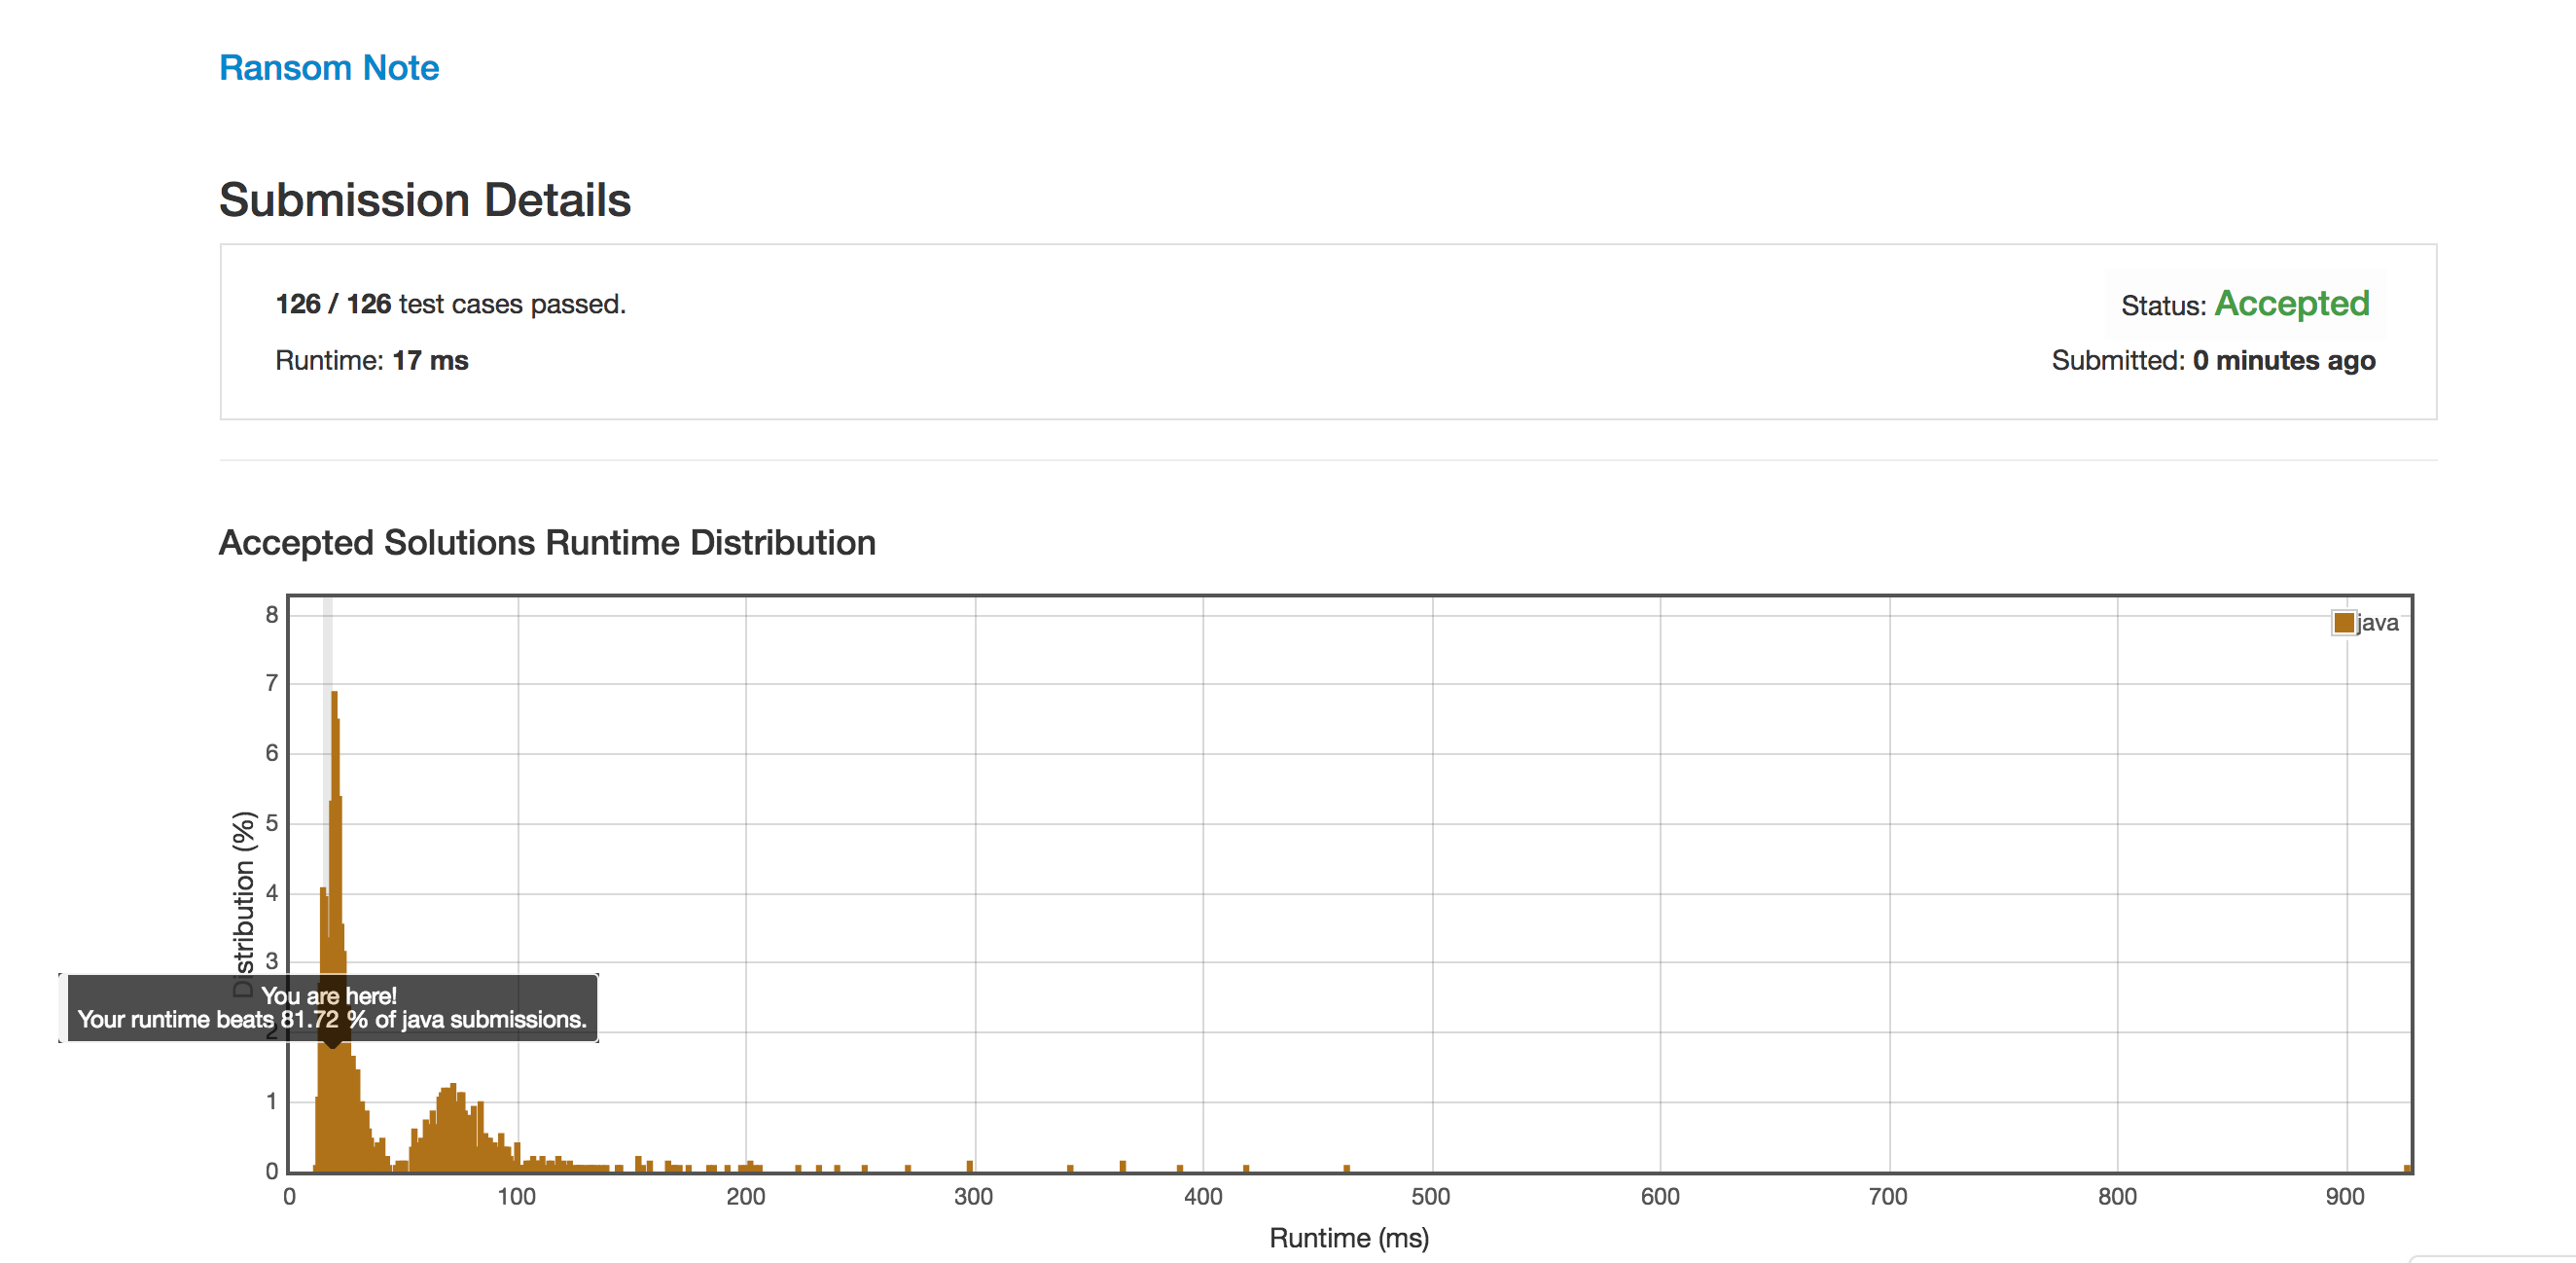 Ransom Note
Submission Details
126 / 126 test cases passed.
Status: Accepted
Runtime: 17 ms
Submitted: 0 minutes ago
Accepted Solutions Runtime Distribution
java
8
7
6
5
4
3
2
1
0
Distribution (%)
You are here!
Your runtime beats 81.72 % of java submissions.
0 100 200 300 400 500 600 700 800 900
Runtime (ms)